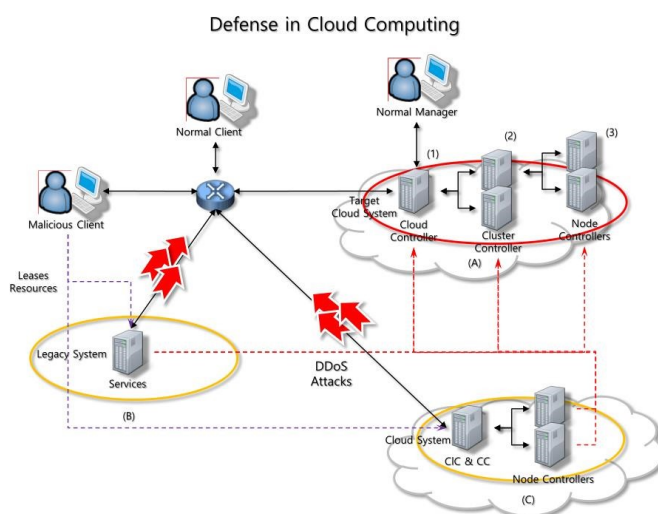 Defense in Cloud Computing
Normal Manager
Normal Client
(1)
(2)
(3)
Malicious Client
Target
Cloud System
Cloud
Controller
Cluster
Controller
Node
Controllers
(A)
Leases
Resources
Legacy System
Services
(B)
DDoS
Attacks
Cloud System
CIC & CC
Node Controllers
(C)